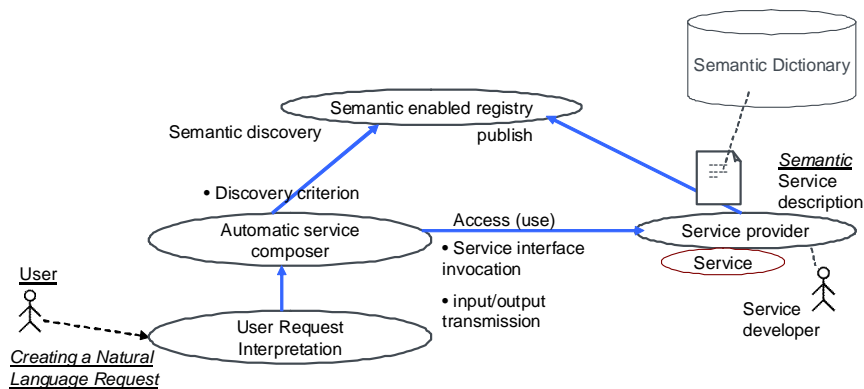 Semantic Dictionary
Semantic enabled registry
Semantic discovery
publish
Semantic
Service
description
• Discovery criterion
Automatic service
composer
Access (use)
Service provider
• Service interface
invocation
Service
User
• input/output
transmission
Service
developer
User Request
Interpretation
Creating a Natural
Language Request